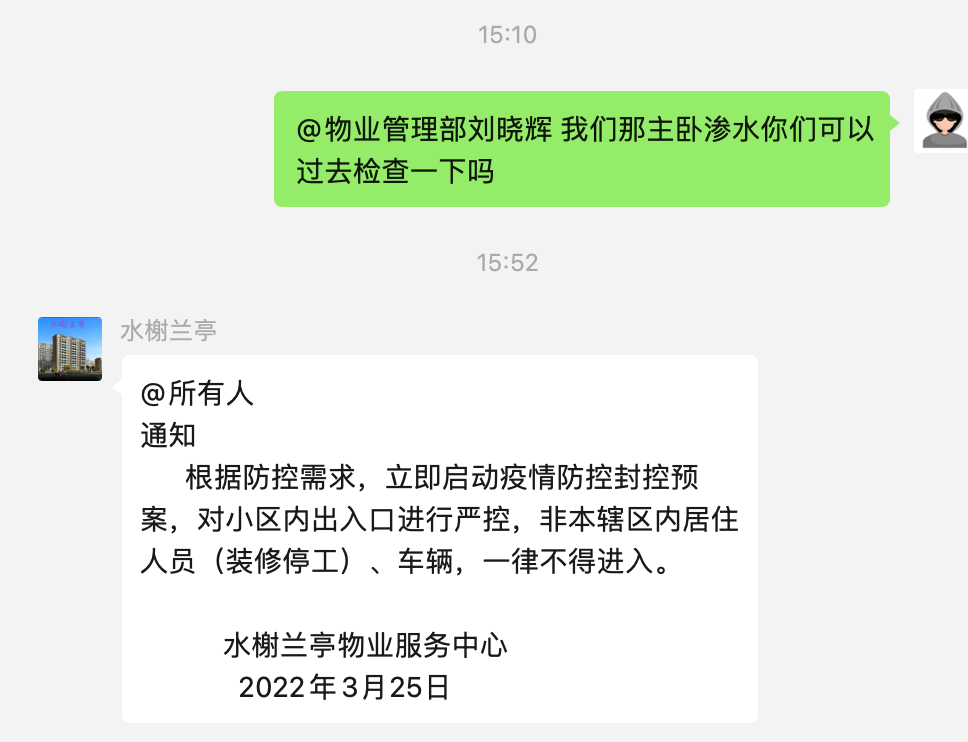 15:10
@物业管理部刘晓辉 我们那主卧渗水你们可以
过去检查一下吗
15:52
水榭兰亭
水榭兰亭
@所有人
通知
根据防控需求，立即启动疫情防控封控预
案，对小区内出入口进行严控，非本辖区内居住
人员（装修停工）、车辆，一律不得进入。
水榭兰亭物业服务中心
2022年3月25日